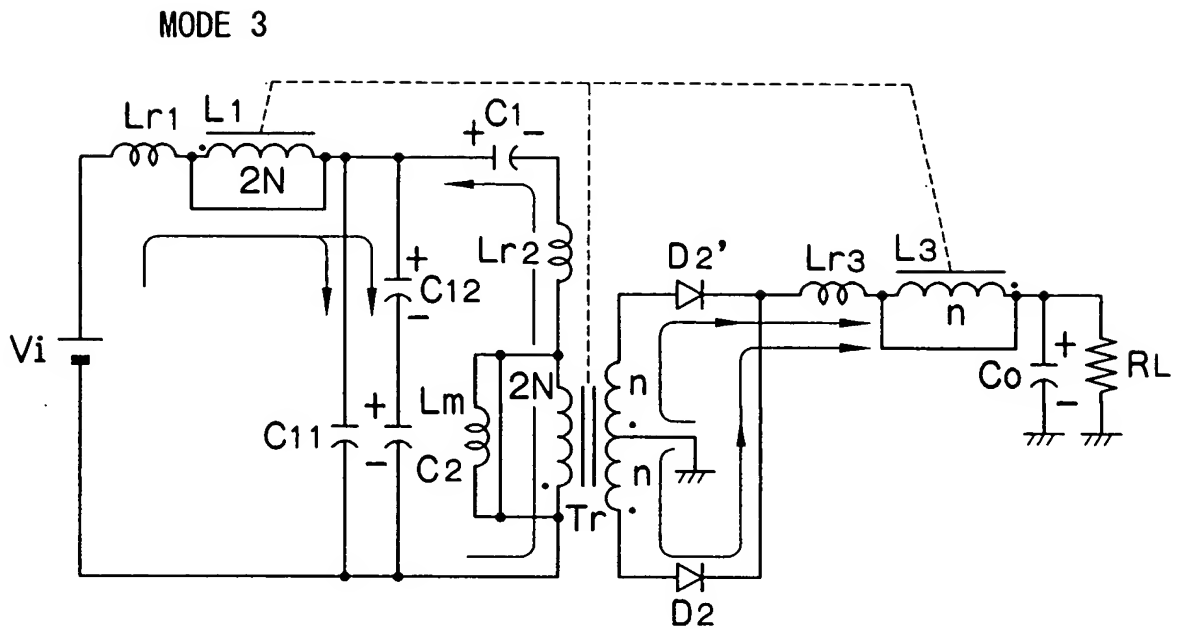 MODE 3
Lr1
L1
2N
+
C1
-
Lr2
D2'
Lr3
L3
n
+
C12
-
Vi
Lm
2N
n
Co
+
-
RL
C11
+
-
C2
n
Tr
D2